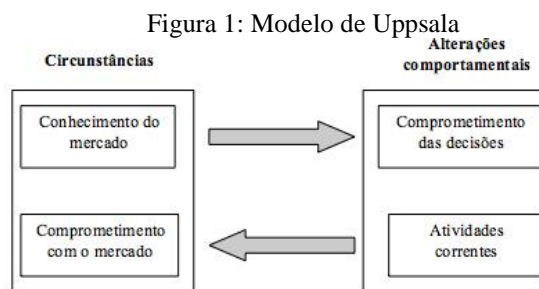 Figura 1: Modelo de Uppsala
Circunstâncias
Alterações
comportamentais
Conhecimento do
mercado
Comprometimento
das decisões
Comprometimento
com o mercado
Atividades
correntes